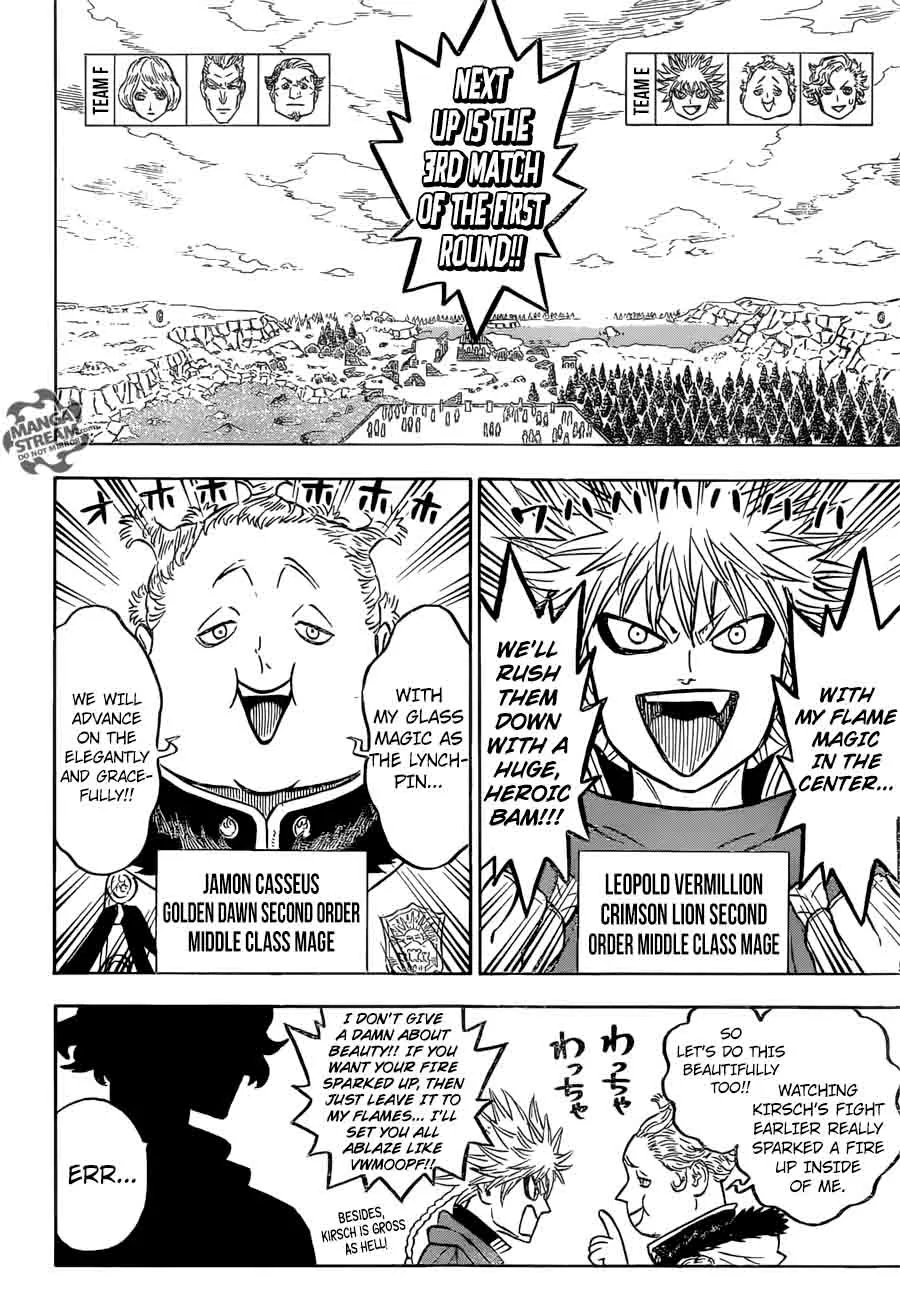 TEAM F
TEAM E
NEXT
UP IS THE
3RD MATCH
OF THE FIRST
ROUND!!
MANGA
STREAM.com
DO NOT MIRROR
ワハハハハハハ
WITH
MY FLAME
MAGIC IN
THE
CENTER...
WE'LL
RUSH
THEM
DOWN
WITH A
HUGE,
HEROIC
BAM!!!
LEOPOLD VERMILLION
CRIMSON LION SECOND
ORDER MIDDLE CLASS MAGE
オホホホホ
WITH
MY GLASS
MAGIC AS
THE LYNCH-
PIN...
WE WILL
ADVANCE
ON THE
ELEGANTLY
AND GRACE-
FULLY!!
JAMON CASSEUS
GOLDEN DAWN SECOND ORDER
MIDDLE CLASS MAGE
SO
LET'S DO THIS
BEAUTIFULLY
TOO!!
WATCHING
KIRSCH'S FIGHT
EARLIER REALLY
SPARKED A FIRE
UP INSIDE
OF ME.
わっちゃ
わっちゃ
I DON'T GIVE
A DAMN ABOUT
BEAUTY!! IF YOU
WANT YOUR FIRE
SPARKED UP, THEN
JUST LEAVE IT TO
MY FLAMES... I'LL
SET YOU ALL
ABLAZE LIKE
VWMOOPF!!
BESIDES,
KIRSCH IS GROSS
AS HELL!
ERR...